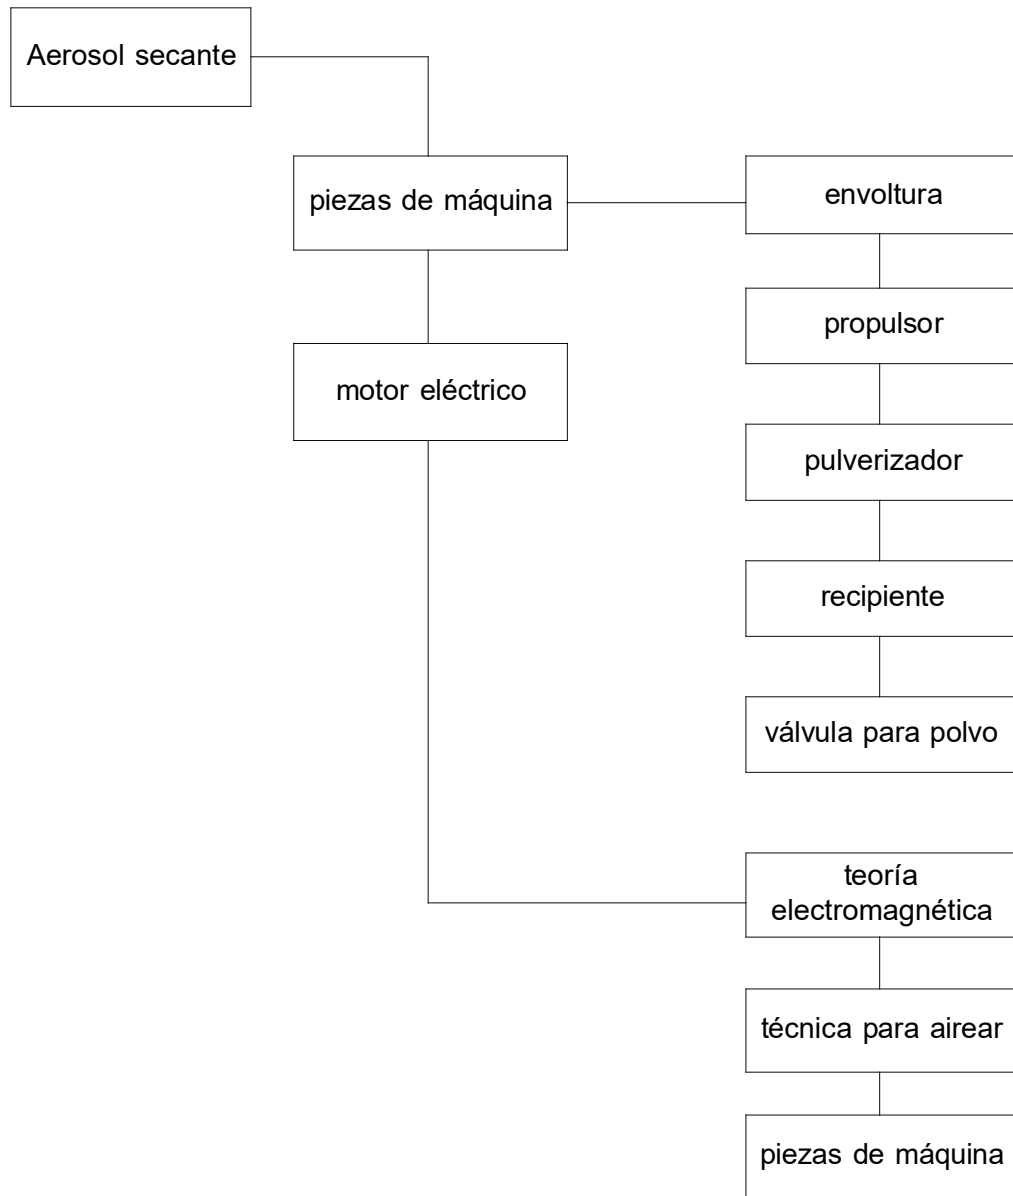 Aerosol secante
piezas de máquina
envoltura
propulsor
motor eléctrico
pulverizador
recipiente
válvula para polvo
teoría
electromagnética
técnica para airear
piezas de máquina